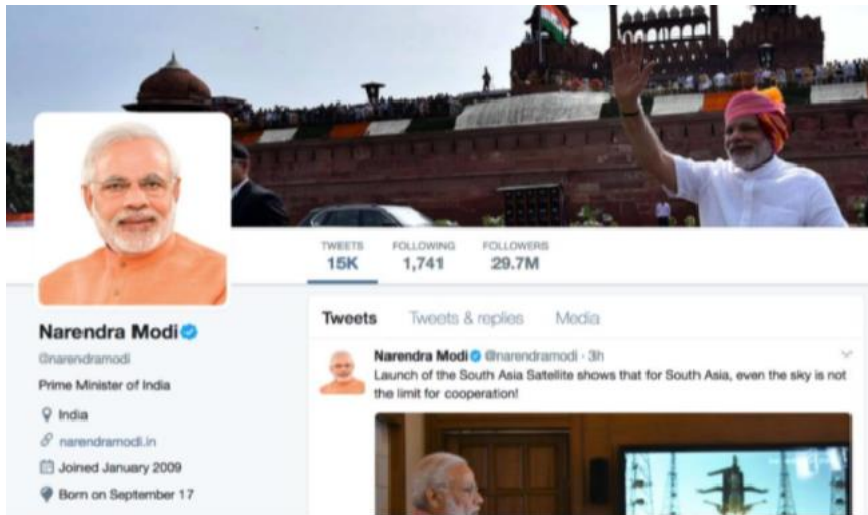 TWEETS FOLLOWING FOLLOWERS
15K 1,741 29.7M
Narendra Modi
@narendramodi
Prime Minister of India
India
narendramodi.in
Joined January 2009
Born on September 17
Tweets Tweets & replies Media
Narendra Modi @narendramodi · 3h
Launch of the South Asia Satellite shows that for South Asia, even the sky is not
the limit for cooperation!